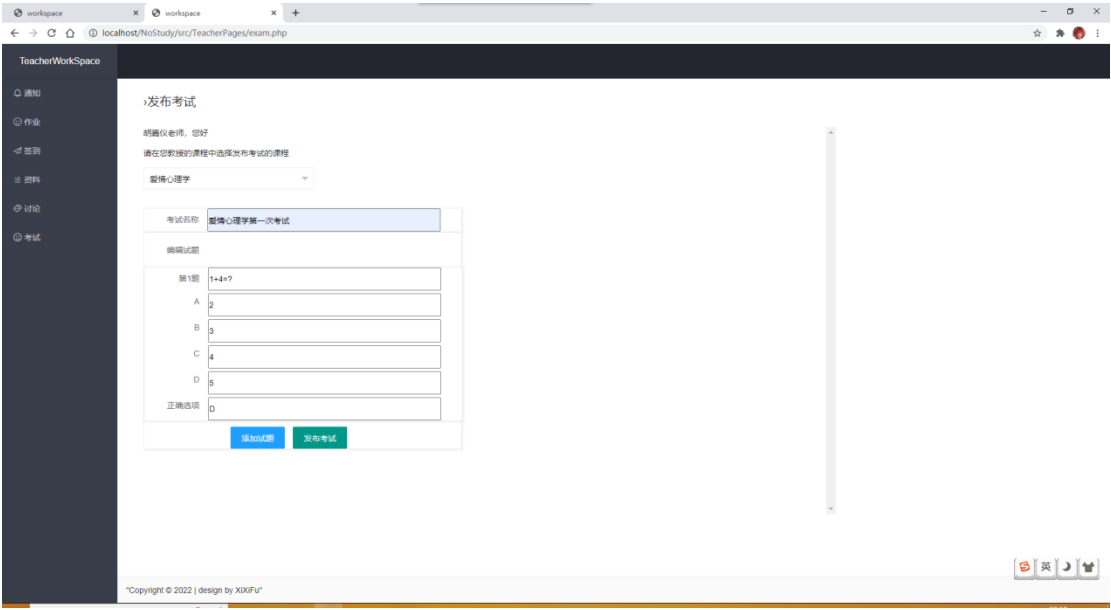 workspace
workspace
localhost/NoStudy/src/TeacherPages/exam.php
TeacherWorkSpace
通知
作业
签到
资料
讨论
考试
›发布考试
胡嘉仪老师，您好
请在您教授的课程中选择发布考试的课程
爱情心理学
考试名称 爱情心理学第一次考试
编辑试题
第1题 1+4=?
A 2
B 3
C 4
D 5
正确选项 D
添加试题 发布考试
英
"Copyright © 2022 | design by XiXiFu"